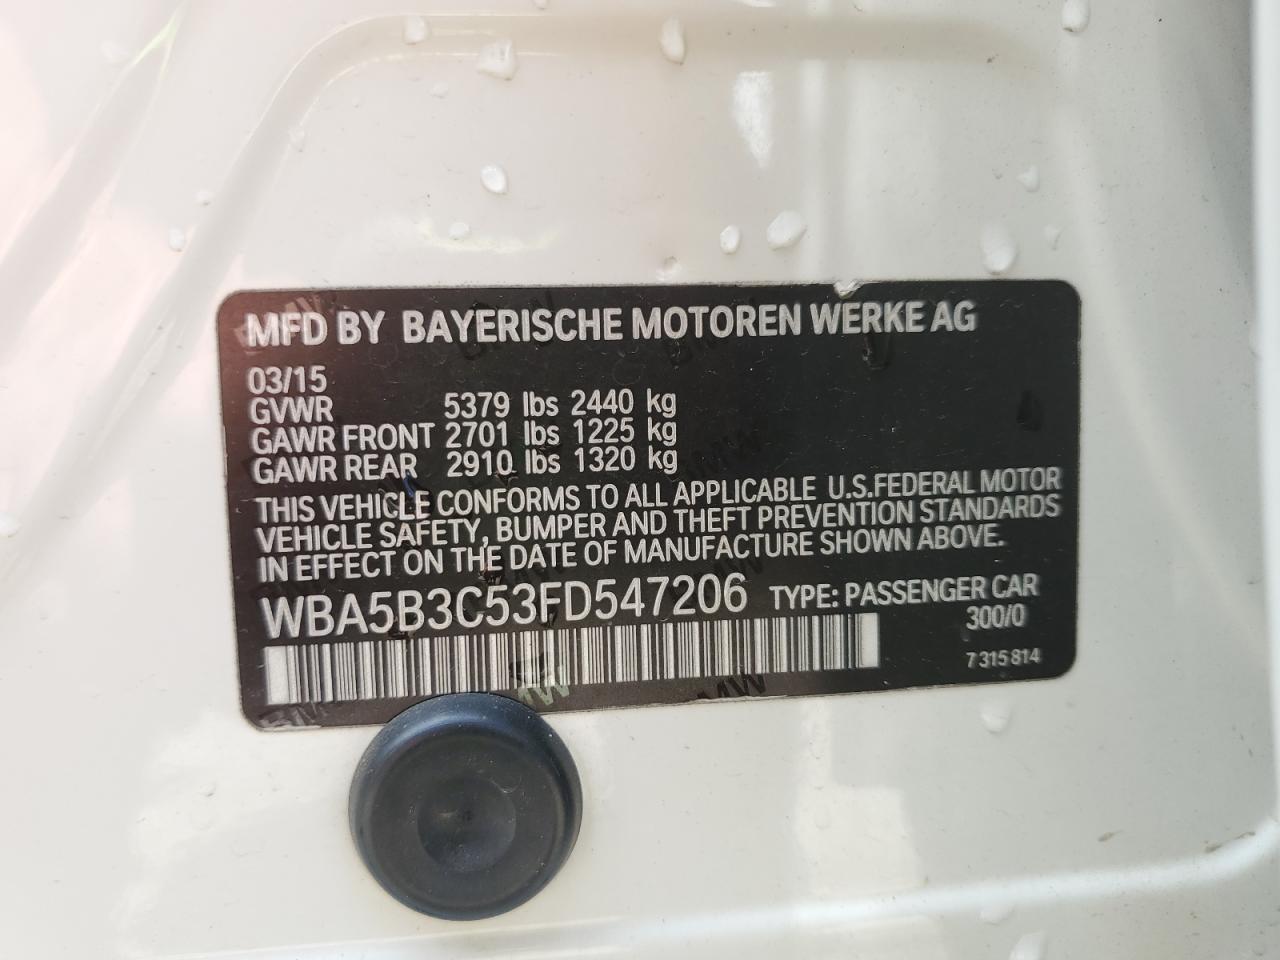 MFD BY BAYERISCHE MOTOREN WERKE AG
03/15
GVWR 5379 lbs 2440 kg
GAWR FRONT 2701 lbs 1225 kg
GAWR REAR 2910 lbs 1320 kg
THIS VEHICLE CONFORMS TO ALL APPLICABLE U.S.FEDERAL MOTOR
VEHICLE SAFETY, BUMPER AND THEFT PREVENTION STANDARDS
IN EFFECT ON THE DATE OF MANUFACTURE SHOWN ABOVE.
WBA5B3C53FD547206 TYPE: PASSENGER CAR
300/0
7 315 814